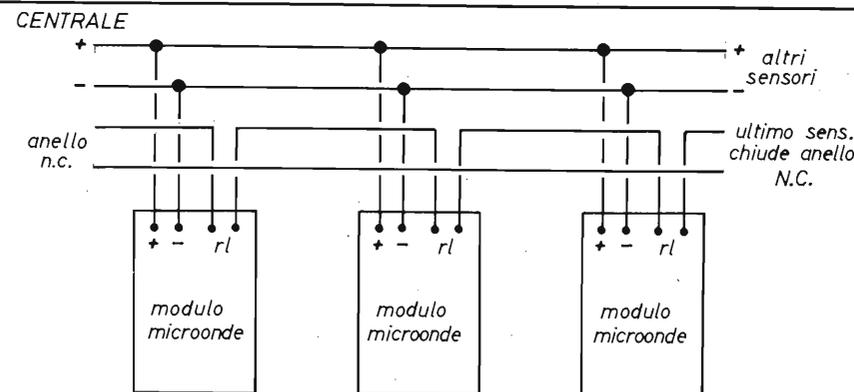 CENTRALE
+ +
altri
sensori
- -
anello
n.c.
ultimo sens.
chiude anello
N.C.
+ - rl
+ - rl
+ - rl
modulo
microonde
modulo
microonde
modulo
microonde